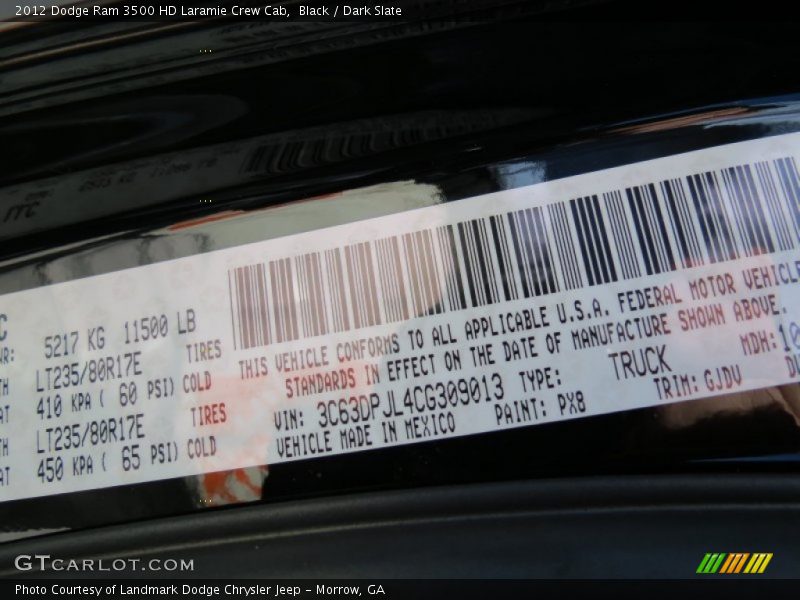 2012 Dodge Ram 3500 HD Laramie Crew Cab, Black / Dark Slate
5217 KG 11500 LB
LT235/80R17E TIRES
410 KPA ( 60 PSI) COLD
LT235/80R17E TIRES
450 KPA ( 65 PSI) COLD
THIS VEHICLE CONFORMS TO ALL APPLICABLE U.S.A. FEDERAL MOTOR VEHICLE
STANDARDS IN EFFECT ON THE DATE OF MANUFACTURE SHOWN ABOVE.
VIN: 3C63DPJL4CG309013 TYPE: TRUCK MDH: 10
VEHICLE MADE IN MEXICO PAINT: PX8 TRIM: GJDV
GTCARLOT.COM
Photo Courtesy of Landmark Dodge Chrysler Jeep - Morrow, GA